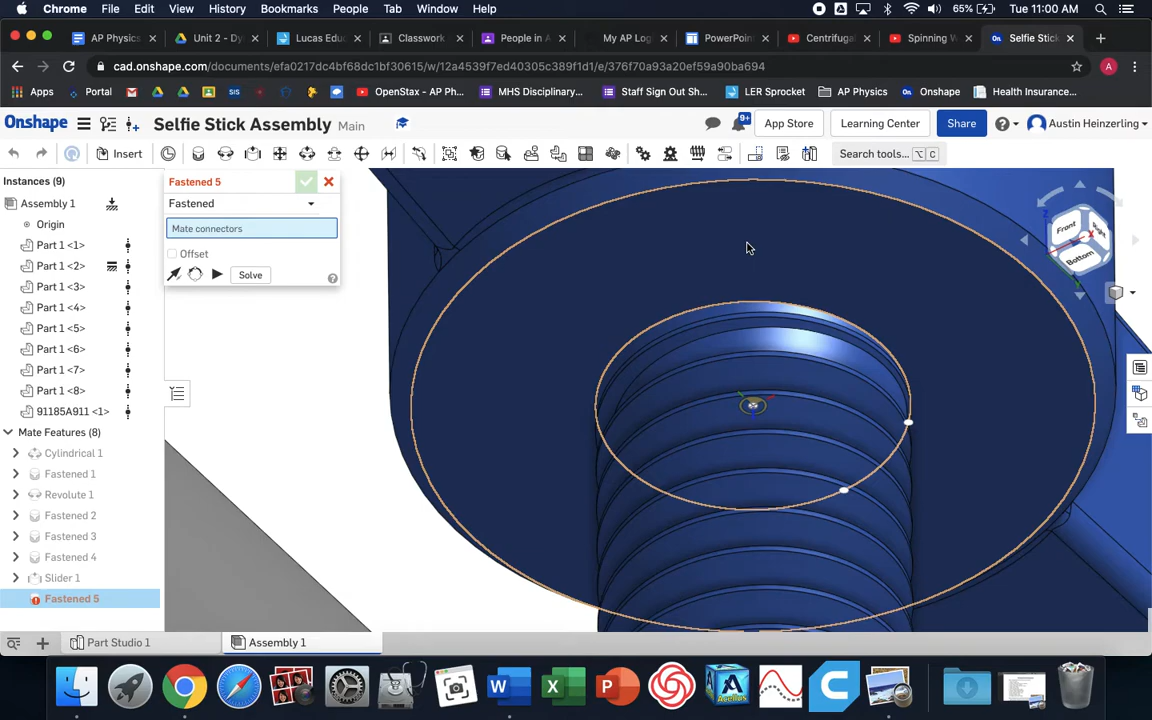 Chrome File Edit View History Bookmarks People Tab Window Help 65% Tue 11:00 AM
AP Physics Unit 2 - Dy Lucas Edu Classwork People in A My AP Log PowerPoin Centrifuga Spinning W Selfie Stick
cad.onshape.com/documents/efa0217dc4bf68dc1bf30615/w/12a4539f7ed40305c389f1d1/e/376f70a93a20ef59a90ba694 A
Apps Portal SIS OpenStax - AP Ph... MHS Disciplinary... Staff Sign Out Sh... LER Sprocket AP Physics Onshape Health Insurance...
Onshape Selfie Stick Assembly Main 9+ App Store Learning Center Share Austin Heinzerling
Insert Search tools... C
Instances (9)
Fastened 5
Assembly 1
Fastened
Origin
Mate connectors
Part 1 <1>
Offset
Part 1 <2>
Solve
Part 1 <3>
Part 1 <4>
Part 1 <5>
Part 1 <6>
Part 1 <7>
Part 1 <8>
91185A911 <1>
Mate Features (8)
Cylindrical 1
Fastened 1
Revolute 1
Fastened 2
Fastened 3
Fastened 4
Slider 1
Fastened 5
Front Right Bottom
Z X
Part Studio 1 Assembly 1